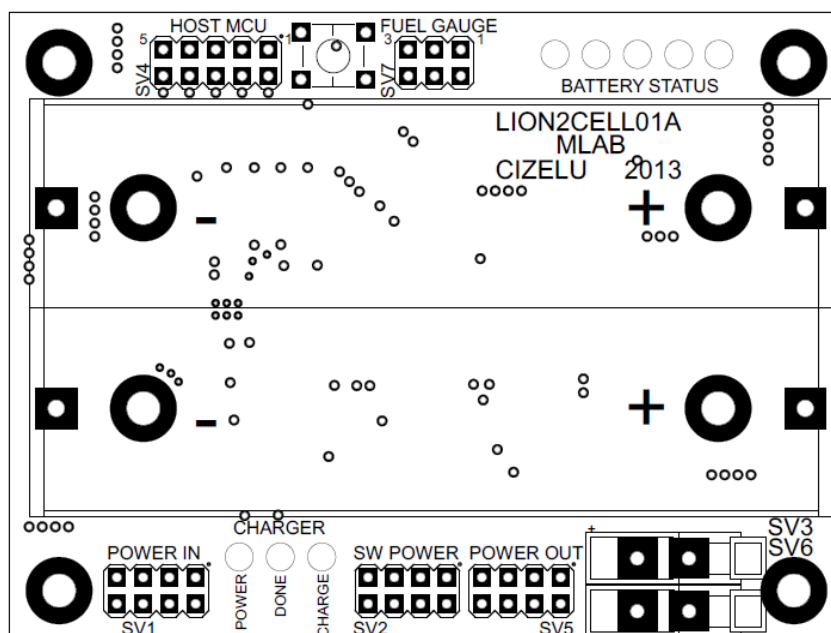 HOST MCU
FUEL GAUGE
5
1
3
1
SV4
SV7
BATTERY STATUS
LION2CELL01A
MLAB
CIZELU 2013
-
+
-
+
CHARGER
+
SV3
SV6
POWER IN
SW POWER
POWER OUT
POWER
DONE
CHARGE
SV1
SV2
SV5